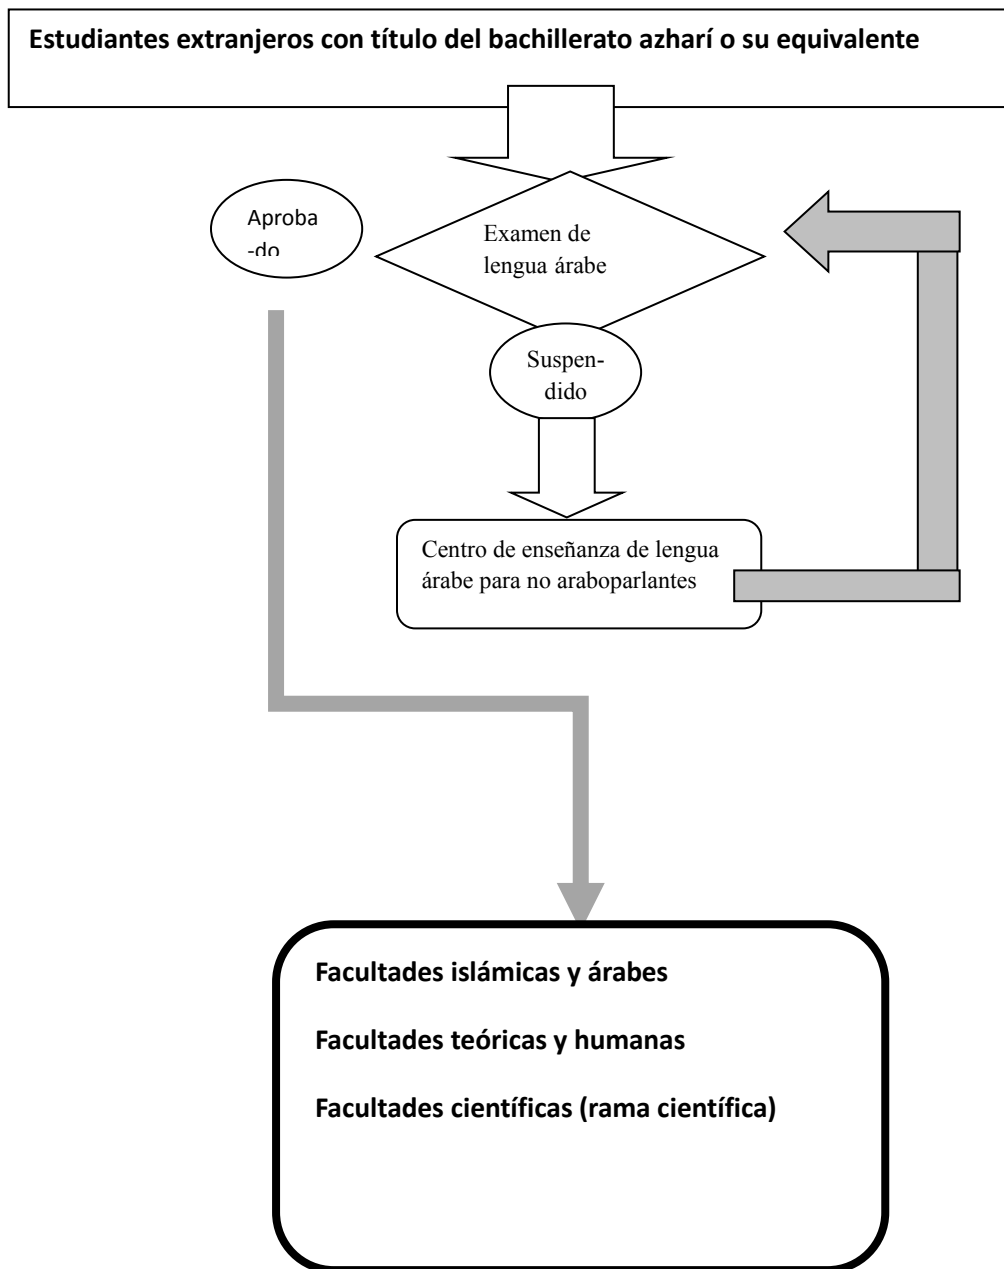 Estudiantes extranjeros con título del bachillerato azharí o su equivalente
Aproba
-do
Examen de
lengua árabe
Suspen-
dido
Centro de enseñanza de lengua
árabe para no araboparlantes
Facultades islámicas y árabes
Facultades teóricas y humanas
Facultades científicas (rama científica)